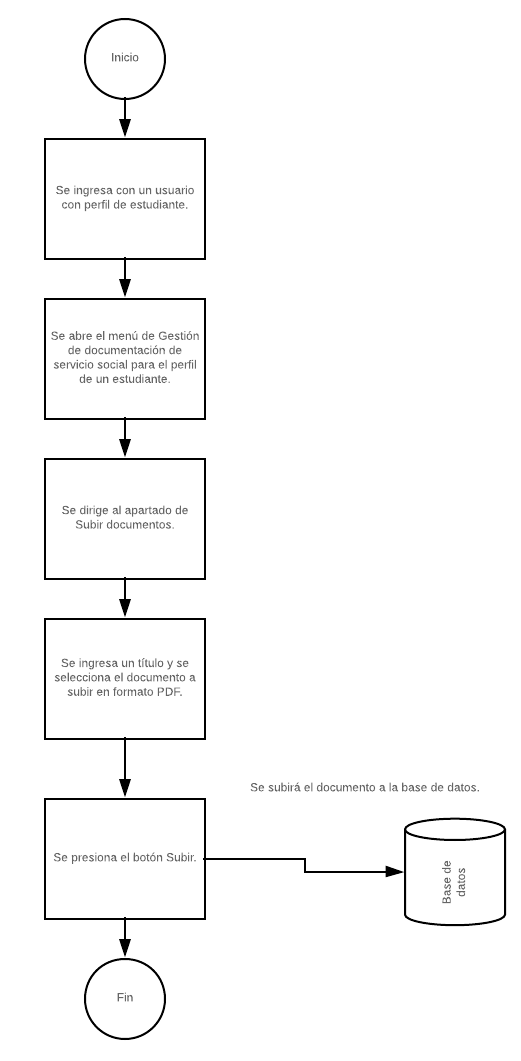 Inicio
Se ingresa con un usuario
con perfil de estudiante.
Se abre el menú de Gestión
de documentación de
servicio social para el perfil
de un estudiante.
Se dirige al apartado de
Subir documentos.
Se ingresa un título y se
selecciona el documento a
subir en formato PDF.
Se subirá el documento a la base de datos.
Se presiona el botón Subir.
Base de
datos
Fin